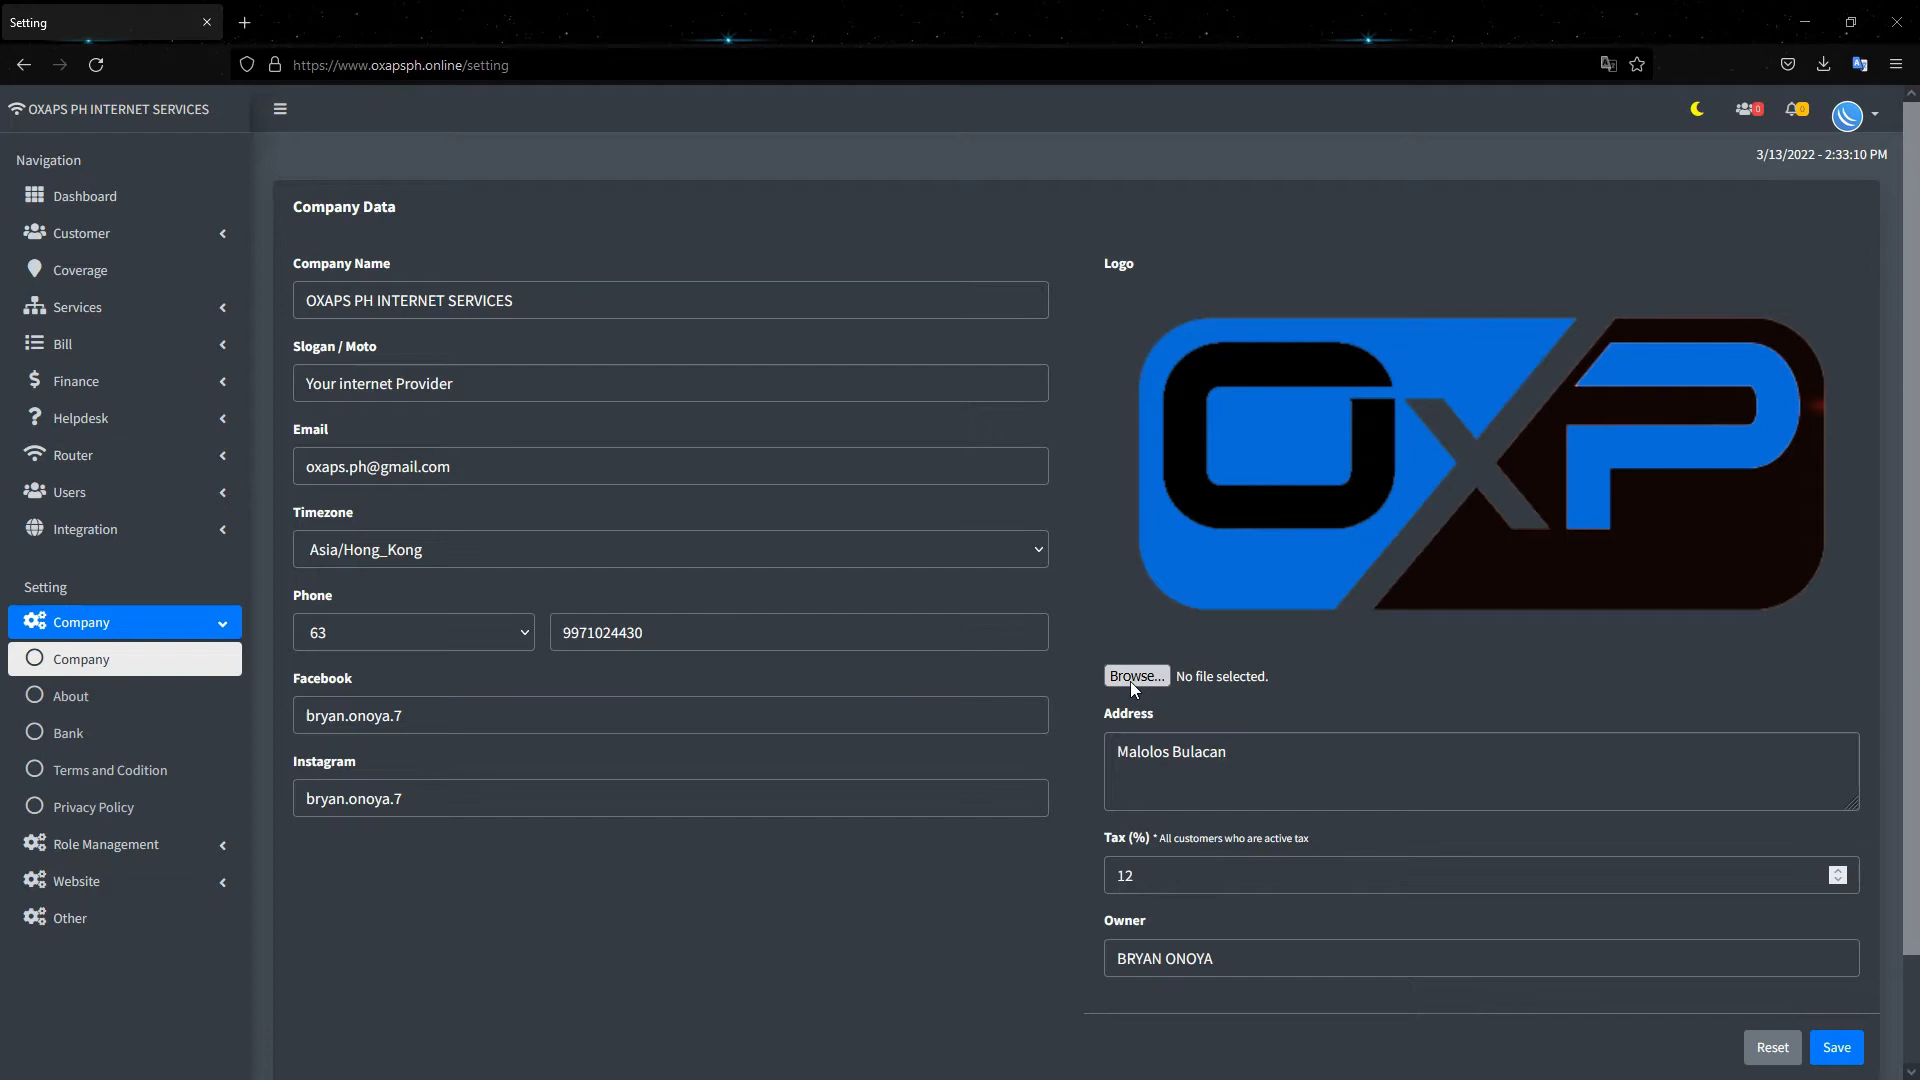 Setting
https://www.oxapsph.online/setting
OXAPS PH INTERNET SERVICES
0
0
3/13/2022 - 2:33:10 PM
Navigation
Dashboard
Customer
Coverage
Services
Bill
Finance
Helpdesk
Router
Users
Integration
Setting
Company
Company
About
Bank
Terms and Codition
Privacy Policy
Role Management
Website
Other
Company Data
Company Name
OXAPS PH INTERNET SERVICES
Slogan / Moto
Your internet Provider
Email
oxaps.ph@gmail.com
Timezone
Asia/Hong_Kong
Phone
63
9971024430
Facebook
bryan.onoya.7
Instagram
bryan.onoya.7
Logo
OXP
Browse... No file selected.
Address
Malolos Bulacan
Tax (%) * All customers who are active tax
12
Owner
BRYAN ONOYA
Reset
Save